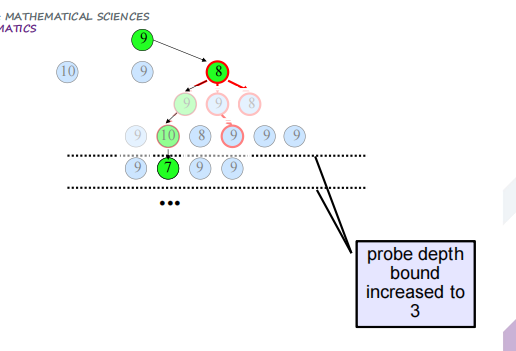 MATHEMATICAL SCIENCES
MATICS
9
10 9 8
9 9 8
9 10 8 9 9 9
9 7 9 9
•••
probe depth
bound
increased to
3